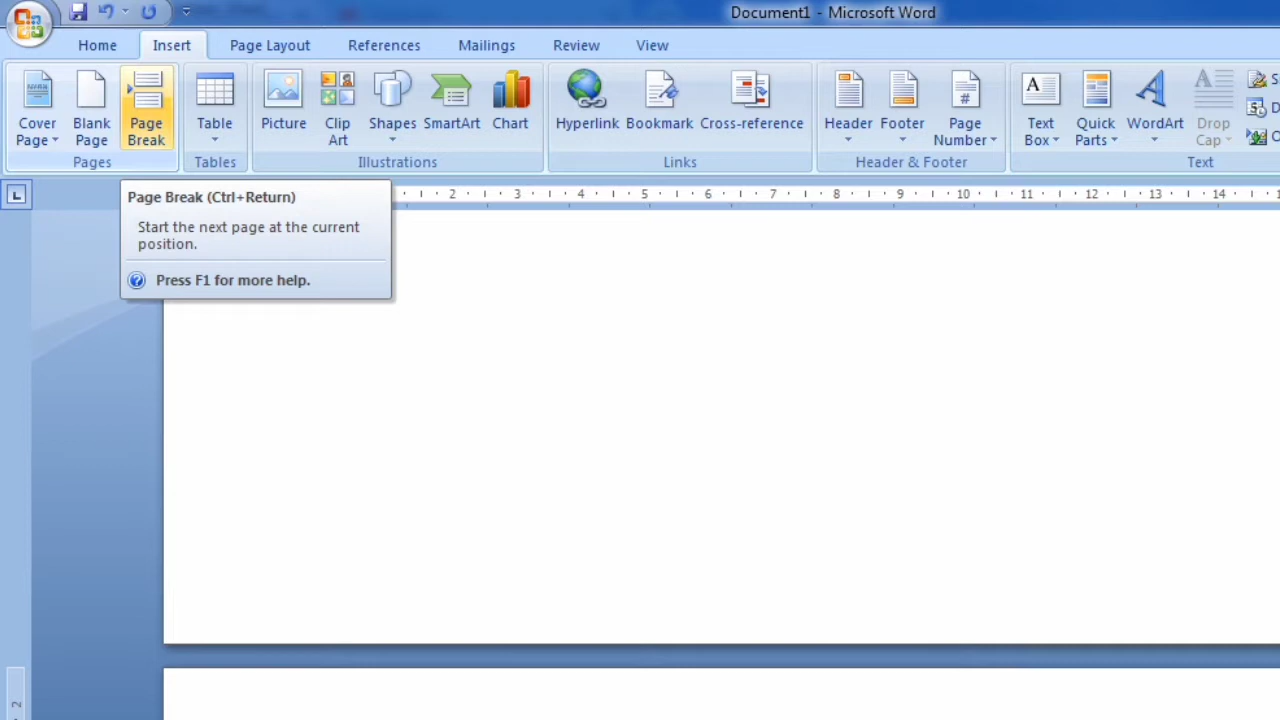 Document1 - Microsoft Word
Home Insert Page Layout References Mailings Review View
Cover Page
Blank Page
Page Break
Table
Picture
Clip Art
Shapes
SmartArt
Chart
Hyperlink
Bookmark
Cross-reference
Header
Footer
Page Number
Text Box
Quick Parts
WordArt
Drop Cap
Pages Tables Illustrations Links Header & Footer Text
L
2 3 4 5 6 7 8 9 10 11 12 13 14
Page Break (Ctrl+Return)
Start the next page at the current
position.
Press F1 for more help.
2